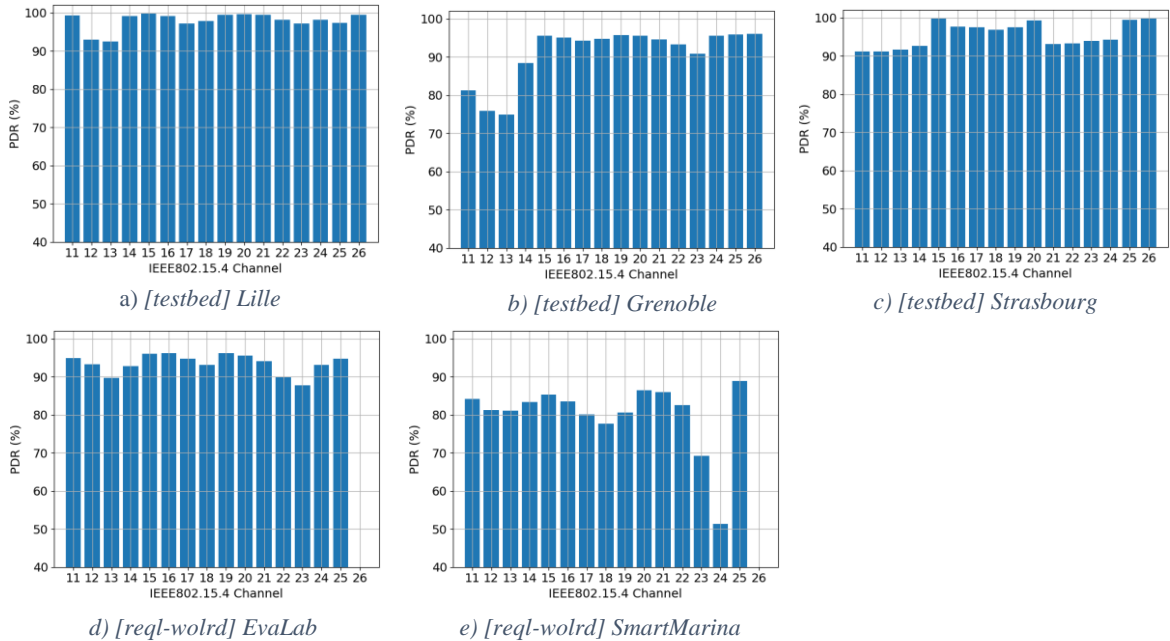 100
90
80
70
60
50
40
PDR (%)
11 12 13 14 15 16 17 18 19 20 21 22 23 24 25 26
IEEE802.15.4 Channel
a) [testbed] Lille
100
90
80
70
60
50
40
PDR (%)
11 12 13 14 15 16 17 18 19 20 21 22 23 24 25 26
IEEE802.15.4 Channel
b) [testbed] Grenoble
100
90
80
70
60
50
40
PDR (%)
11 12 13 14 15 16 17 18 19 20 21 22 23 24 25 26
IEEE802.15.4 Channel
c) [testbed] Strasbourg
100
90
80
70
60
50
40
PDR (%)
11 12 13 14 15 16 17 18 19 20 21 22 23 24 25 26
IEEE802.15.4 Channel
d) [reql-wolrd] EvaLab
100
90
80
70
60
50
40
PDR (%)
11 12 13 14 15 16 17 18 19 20 21 22 23 24 25 26
IEEE802.15.4 Channel
e) [reql-wolrd] SmartMarina